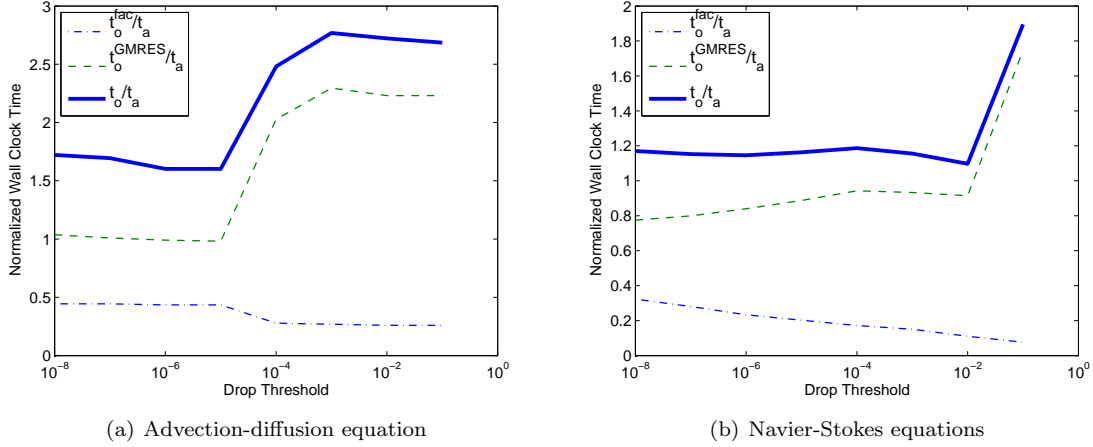 3
2.5
2
1.5
1
0.5
0
Normalized Wall Clock Time
t_o^fac/t_a
t_o^GMRES/t_a
t_o/t_a
10^-8
10^-6
10^-4
10^-2
10^0
Drop Threshold
(a) Advection-diffusion equation
2
1.8
1.6
1.4
1.2
1
0.8
0.6
0.4
0.2
0
Normalized Wall Clock Time
t_o^fac/t_a
t_o^GMRES/t_a
t_o/t_a
10^-8
10^-6
10^-4
10^-2
10^0
Drop Threshold
(b) Navier-Stokes equations